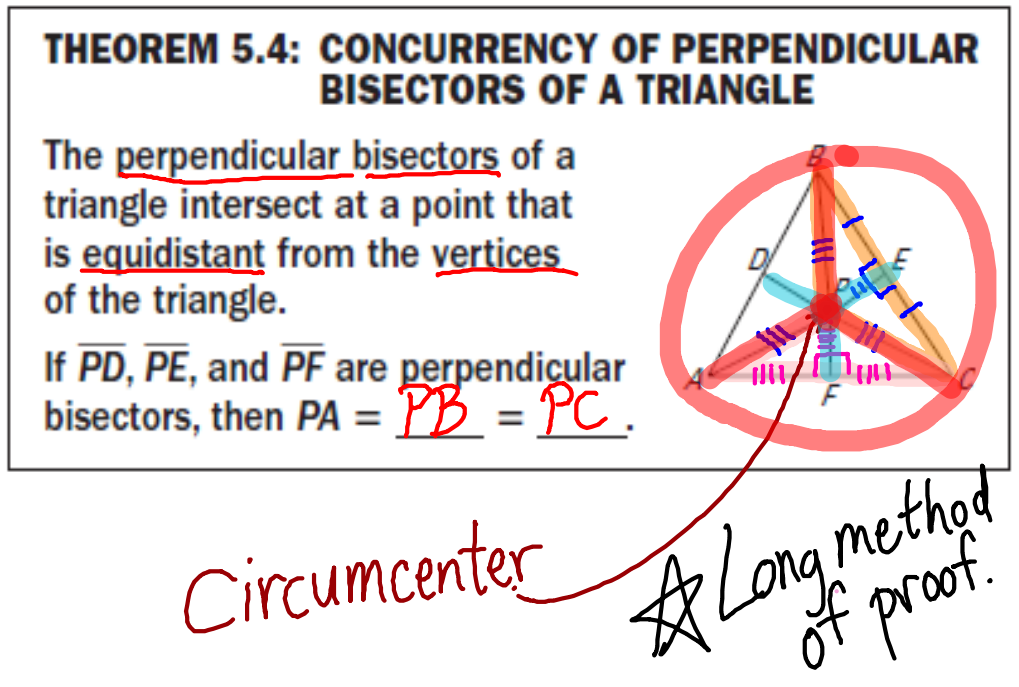 THEOREM 5.4: CONCURRENCY OF PERPENDICULAR
BISECTORS OF A TRIANGLE
The perpendicular bisectors of a
triangle intersect at a point that
is equidistant from the vertices
of the triangle.
If PD, PE, and PF are perpendicular
bisectors, then PA = PB = PC.
B
D
E
P
A
C
F
Circumcenter
Long method
of proof.